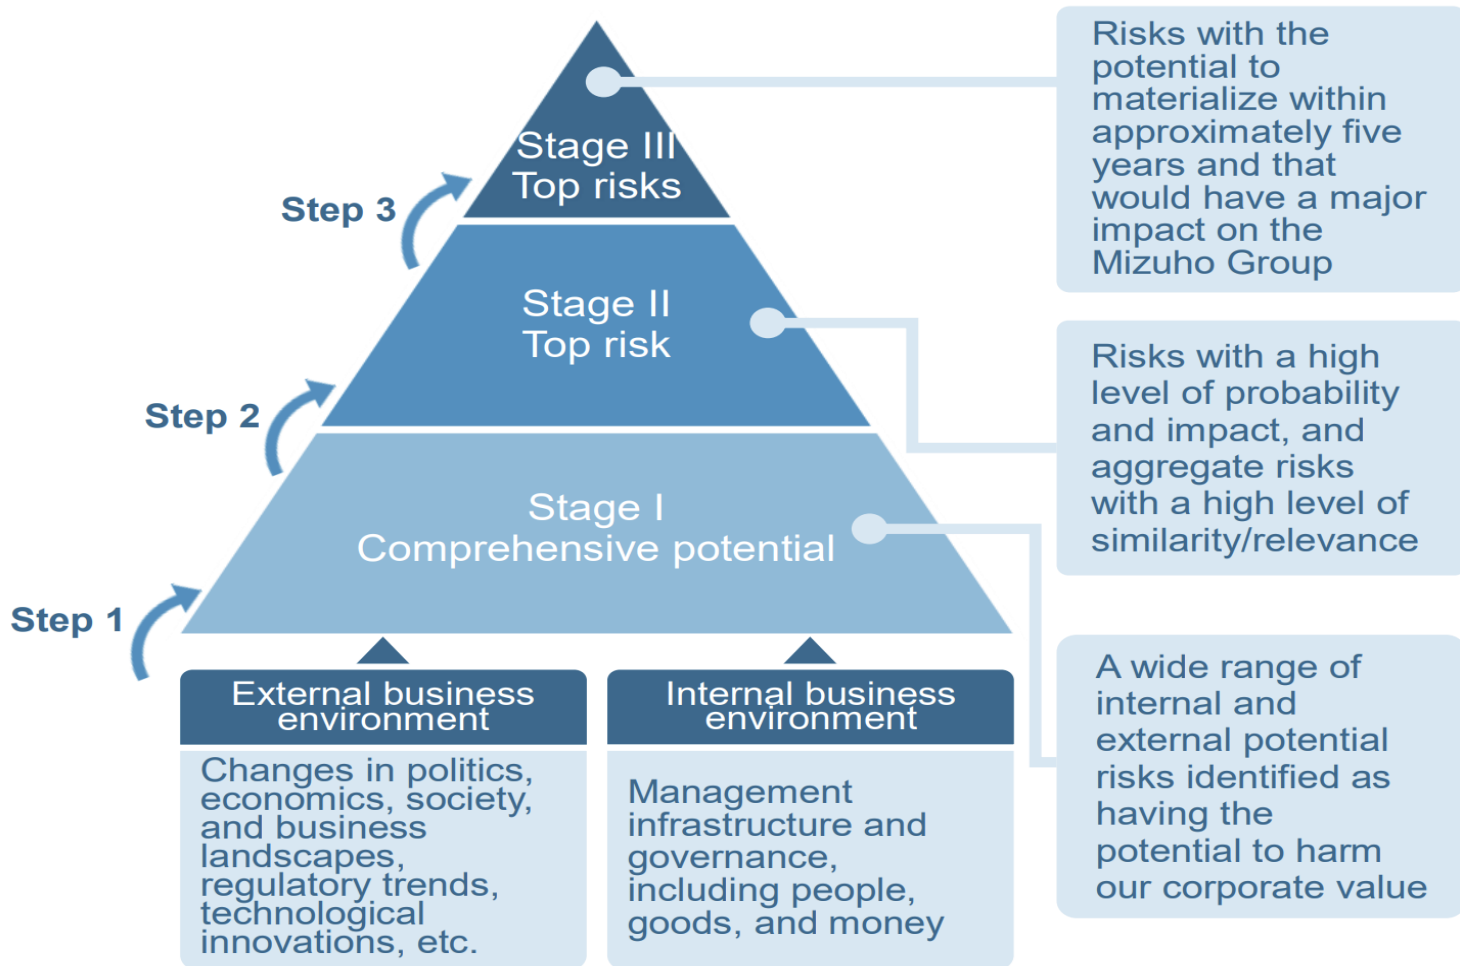 Stage III
Top risks
Risks with the
potential to
materialize within
approximately five
years and that
would have a major
impact on the
Mizuho Group
Step 3
Stage II
Top risk
Risks with a high
level of probability
and impact, and
aggregate risks
with a high level of
similarity/relevance
Step 2
Stage I
Comprehensive potential
A wide range of
internal and
external potential
risks identified as
having the
potential to harm
our corporate value
Step 1
External business
environment
Changes in politics,
economics, society,
and business
landscapes,
regulatory trends,
technological
innovations, etc.
Internal business
environment
Management
infrastructure and
governance,
including people,
goods, and money